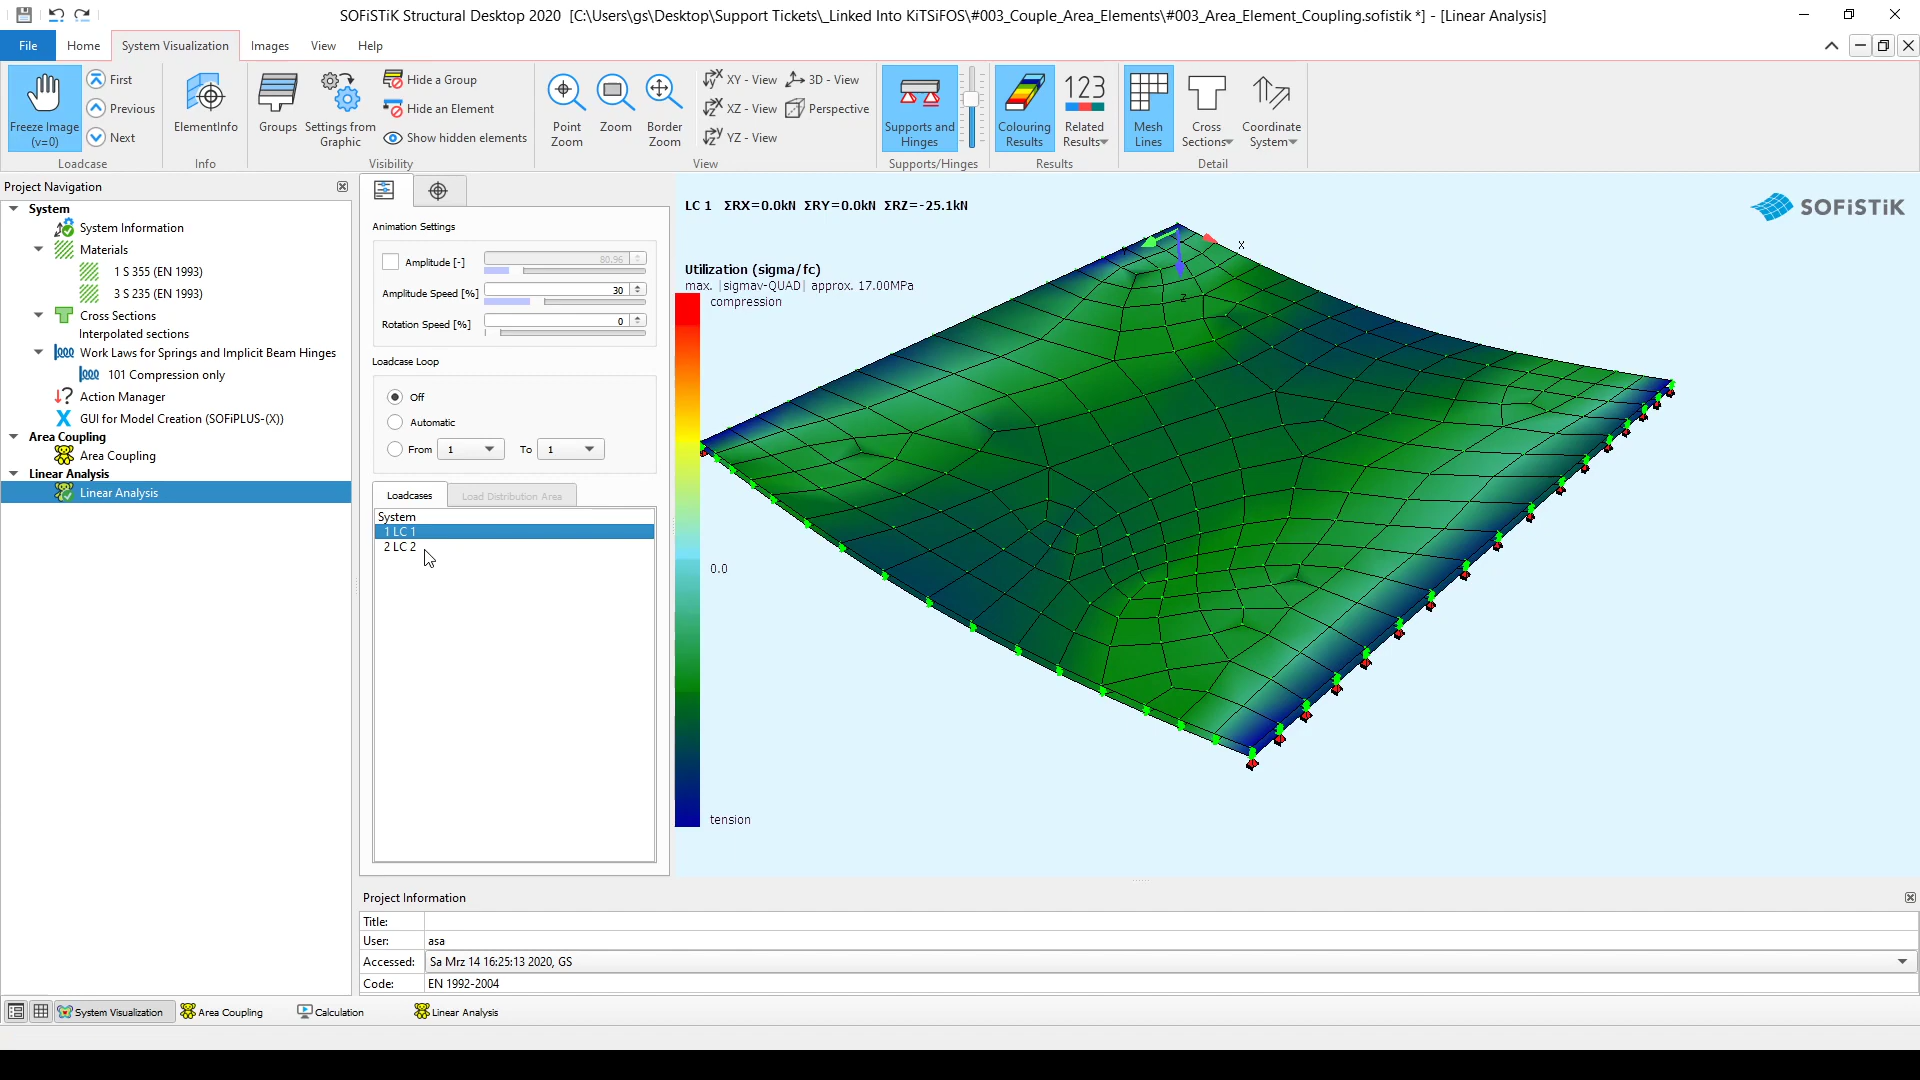 SOFiSTiK Structural Desktop 2020 [C:\Users\gs\Desktop\Support Tickets\_Linked Into KiTSiFOS\#003_Couple_Area_Elements\#003_Area_Element_Coupling.sofistik *] - [Linear Analysis]
File Home System Visualization Images View Help
Freeze Image (v=0)
First
Previous
Next
Loadcase
ElementInfo
Info
Groups
Settings from Graphic
Hide a Group
Hide an Element
Show hidden elements
Visibility
Point Zoom
Zoom
Border Zoom
XY - View
XZ - View
YZ - View
3D - View
Perspective
View
Supports and Hinges
Supports/Hinges
Colouring Results
123
Related Results
Results
Mesh Lines
Cross Sections
Coordinate System
Detail
Project Navigation
System
System Information
Materials
1 S 355 (EN 1993)
3 S 235 (EN 1993)
Cross Sections
Interpolated sections
Work Laws for Springs and Implicit Beam Hinges
101 Compression only
Action Manager
GUI for Model Creation (SOFiPLUS-(X))
Area Coupling
Area Coupling
Linear Analysis
Linear Analysis
Animation Settings
Amplitude [-] 80.96
Amplitude Speed [%] 30
Rotation Speed [%] 0
Loadcase Loop
Off
Automatic
From 1 To 1
Loadcases Load Distribution Area
System
1 LC 1
2 LC 2
LC 1 ΣRX=0.0kN ΣRY=0.0kN ΣRZ=-25.1kN
SOFiSTiK
X
Z
Utilization (sigma/fc)
max. |sigmav-QUAD| approx. 17.00MPa
compression
0.0
tension
Project Information
Title:
User: asa
Accessed: Sa Mrz 14 16:25:13 2020, GS
Code: EN 1992-2004
System Visualization Area Coupling Calculation Linear Analysis